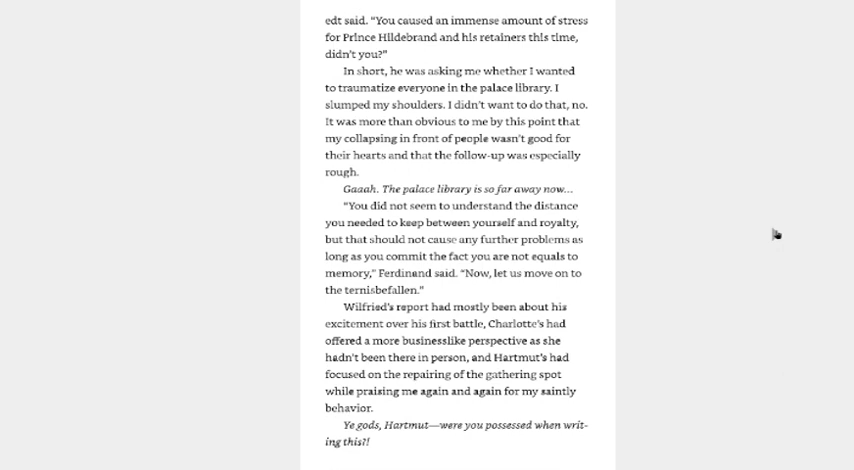 edt said. “You caused an immense amount of stress
for Prince Hildebrand and his retainers this time,
didn’t you?”
In short, he was asking me whether I wanted
to traumatize everyone in the palace library. I
slumped my shoulders. I didn’t want to do that, no.
It was more than obvious to me by this point that
my collapsing in front of people wasn’t good for
their hearts and that the follow-up was especially
rough.
Gaaah. The palace library is so far away now...
“You did not seem to understand the distance
you needed to keep between yourself and royalty,
but that should not cause any further problems as
long as you commit the fact you are not equals to
memory,” Ferdinand said. “Now, let us move on to
the ternisbefallen.”
Wilfried’s report had mostly been about his
excitement over his first battle, Charlotte’s had
offered a more businesslike perspective as she
hadn’t been there in person, and Hartmut’s had
focused on the repairing of the gathering spot
while praising me again and again for my saintly
behavior.
Ye gods, Hartmut—were you possessed when writ-
ing this?!